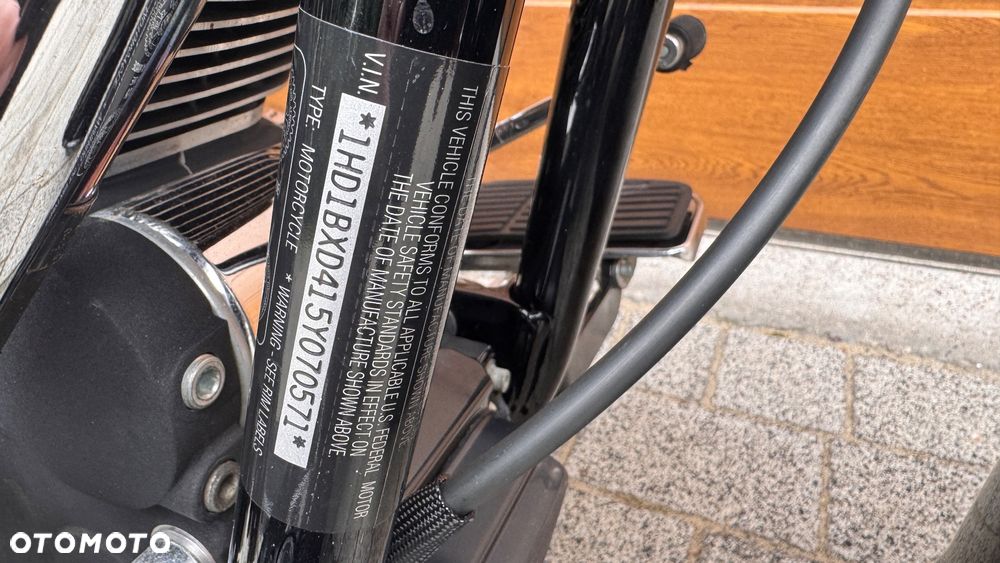 V.I.N.
*1HD1BXD415Y070571*
TYPE: MOTORCYCLE * WARNING - SEE RIM LABELS
THIS VEHICLE CONFORMS TO ALL APPLICABLE U.S. FEDERAL MOTOR
VEHICLE SAFETY STANDARDS IN EFFECT ON
THE DATE OF MANUFACTURE SHOWN ABOVE
OTOMOTO